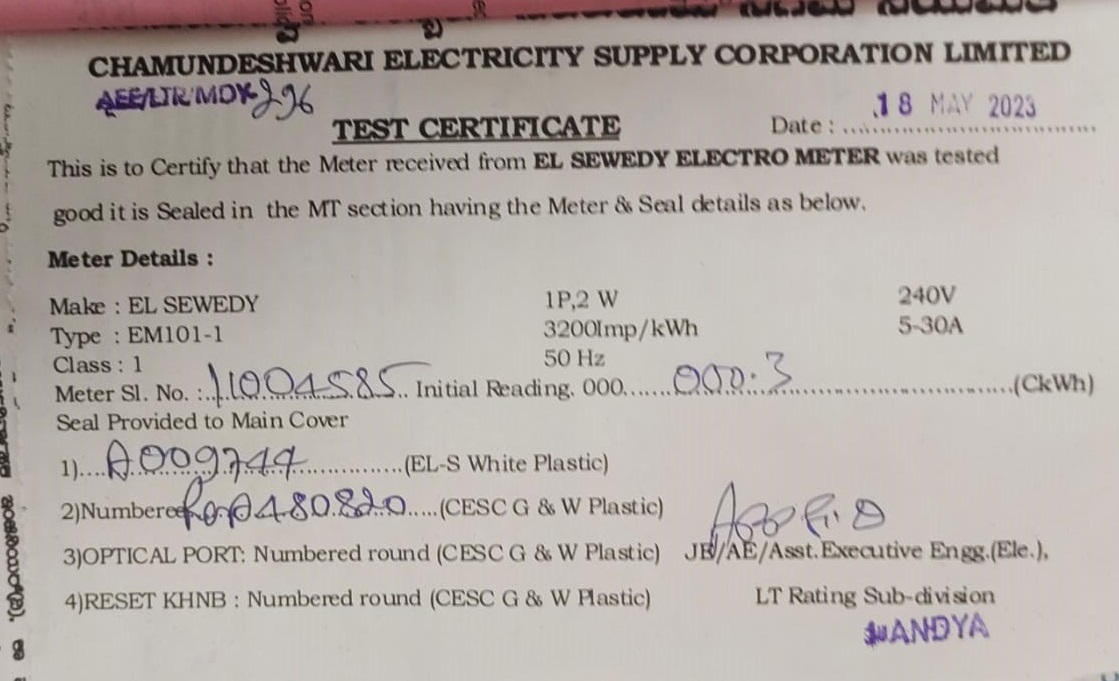 CHAMUNDESHWARI ELECTRICITY SUPPLY CORPORATION LIMITED
AEE/LTR/MDY-296
18 MAY 2023
TEST CERTIFICATE Date :
This is to Certify that the Meter received from EL SEWEDY ELECTRO METER was tested
good it is Sealed in the MT section having the Meter & Seal details as below.
Meter Details :
Make : EL SEWEDY 1P,2 W 240V
Type : EM101-1 3200Imp/kWh 5-30A
Class : 1 50 Hz
Meter Sl. No. : 11004585 Initial Reading. 000...... 000.3 (CkWh)
Seal Provided to Main Cover
1).... A009744 (EL-S White Plastic)
2)Numbered 480820 (CESC G & W Plastic)
3)OPTICAL PORT: Numbered round (CESC G & W Plastic) JE/AE/Asst.Executive Engg.(Ele.),
4)RESET KHNB : Numbered round (CESC G & W Plastic) LT Rating Sub-division
MANDYA